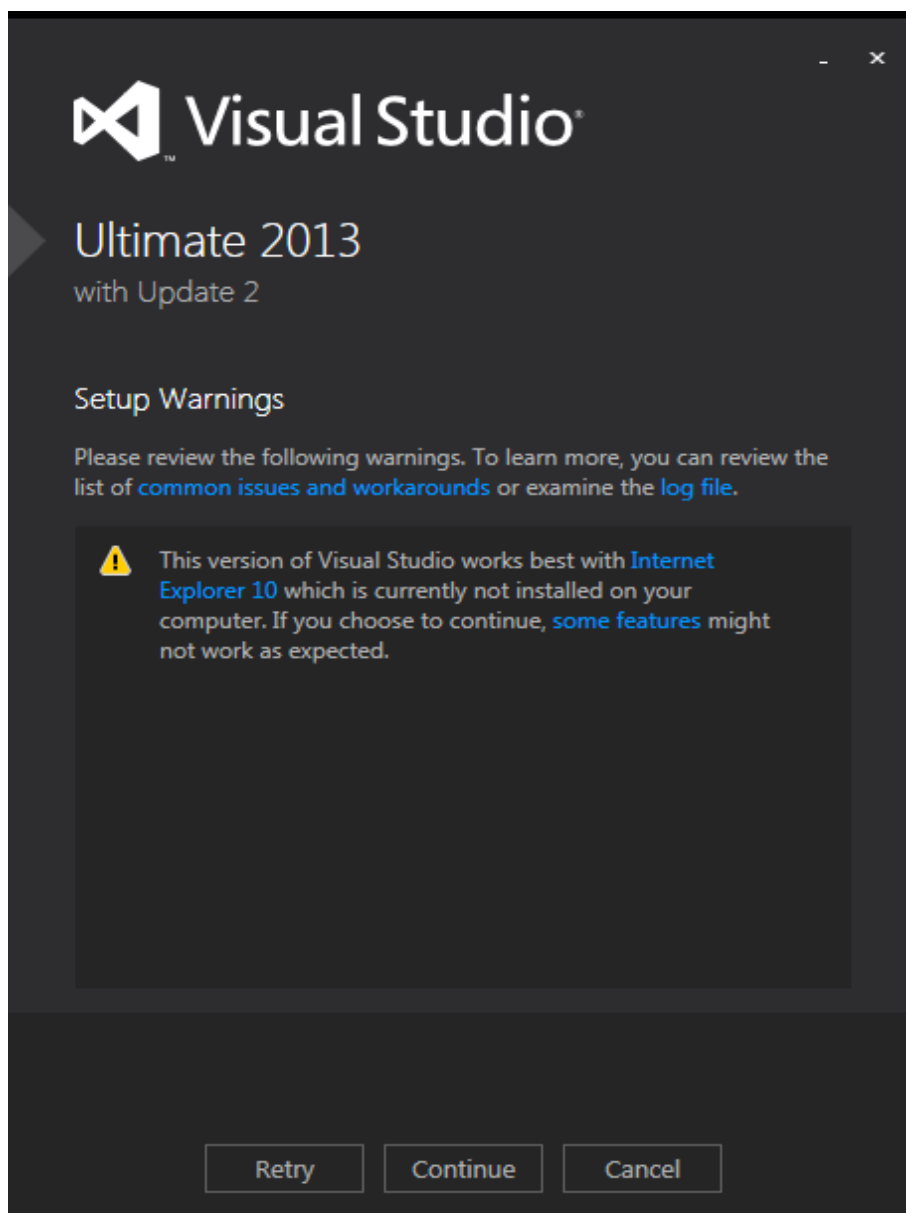 Visual Studio®
™
Ultimate 2013
with Update 2
Setup Warnings
Please review the following warnings. To learn more, you can review the
list of common issues and workarounds or examine the log file.
This version of Visual Studio works best with Internet
Explorer 10 which is currently not installed on your
computer. If you choose to continue, some features might
not work as expected.
Retry Continue Cancel